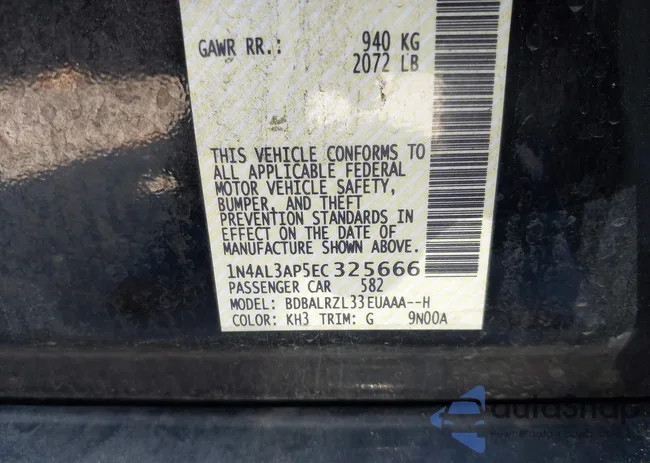 GAWR RR.: 940 KG
2072 LB
THIS VEHICLE CONFORMS TO
ALL APPLICABLE FEDERAL
MOTOR VEHICLE SAFETY,
BUMPER, AND THEFT
PREVENTION STANDARDS IN
EFFECT ON THE DATE OF
MANUFACTURE SHOWN ABOVE.
1N4AL3AP5EC325666
PASSENGER CAR 582
MODEL: BDBALRZL33EUAAA--H
COLOR: KH3 TRIM: G 9N00A